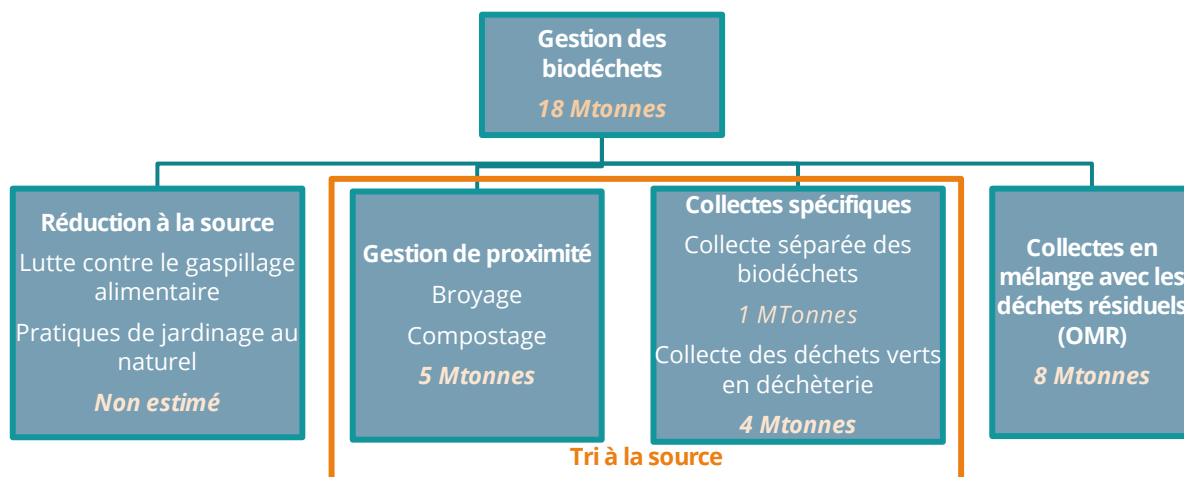 Gestion des
biodéchets
18 Mtonnes
Réduction à la source
Lutte contre le gaspillage
alimentaire
Pratiques de jardinage au
naturel
Non estimé
Gestion de proximité
Broyage
Compostage
5 Mtonnes
Collectes spécifiques
Collecte séparée des
biodéchets
1 MTonnes
Collecte des déchets verts
en déchèterie
4 Mtonnes
Collectes en
mélange avec les
déchets résiduels
(OMR)
8 Mtonnes
Tri à la source